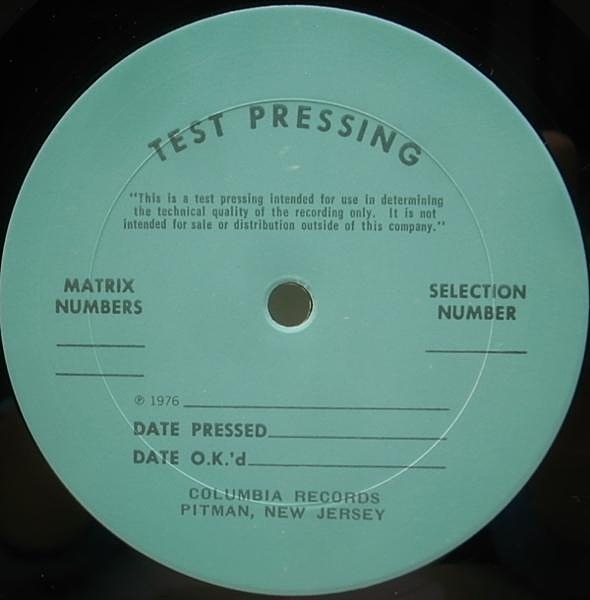 TEST PRESSING
"This is a test pressing intended for use in determining
the technical quality of the recording only. It is not
intended for sale or distribution outside of this company."
MATRIX
NUMBERS
SELECTION
NUMBER
℗ 1976
DATE PRESSED
DATE O.K.'d
COLUMBIA RECORDS
PITMAN, NEW JERSEY